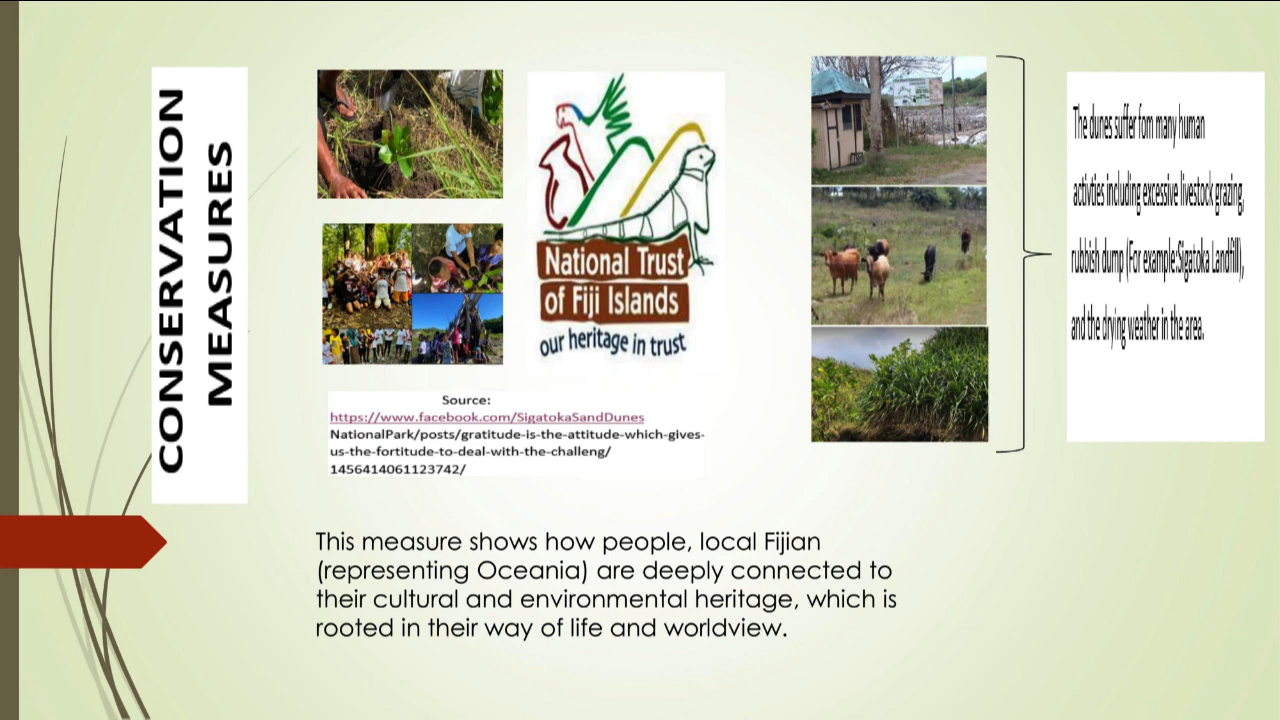 CONSERVATION
MEASURES
National Trust
of Fiji Islands
our heritage in trust
Source:
https://www.facebook.com/SigatokaSandDunes
NationalPark/posts/gratitude-is-the-attitude-which-gives-
us-the-fortitude-to-deal-with-the-challeng/
1456414061123742/
The dunes suffer fom many human
activties including excessive livestock grazing,
rubbish dump (For example:Sigatoka Landfill),
and the drying weather in the area.
This measure shows how people, local Fijian
(representing Oceania) are deeply connected to
their cultural and environmental heritage, which is
rooted in their way of life and worldview.